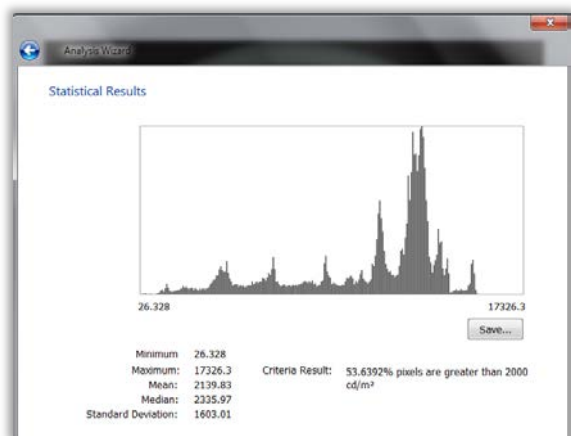 Analysis Wizard
Statistical Results
26.328 17326.3
Save...
Minimum 26.328
Maximum: 17326.3 Criteria Result: 53.6392% pixels are greater than 2000
Mean: 2139.83 cd/m²
Median: 2335.97
Standard Deviation: 1603.01